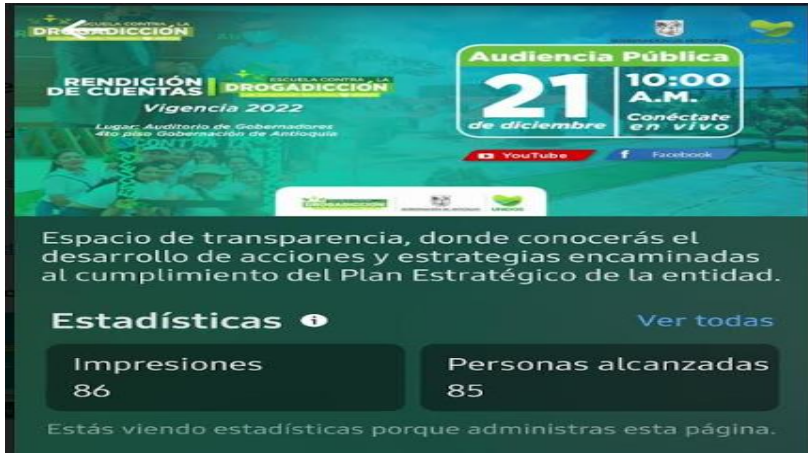 ESCUELA CONTRA LA
DROGADICCIÓN
RENDICIÓN
DE CUENTAS
ESCUELA CONTRA LA
DROGADICCIÓN
Vigencia 2022
Lugar: Auditorio de Gobernadores
4to piso Gobernación de Antioquia
Audiencia Pública
21
de diciembre
10:00
A.M.
Conéctate
en vivo
YouTube
Facebook
DROGADICCIÓN
UNIDOS
Espacio de transparencia, donde conocerás el
desarrollo de acciones y estrategias encaminadas
al cumplimiento del Plan Estratégico de la entidad.
Estadísticas
Ver todas
Impresiones
86
Personas alcanzadas
85
Estás viendo estadísticas porque administras esta página.